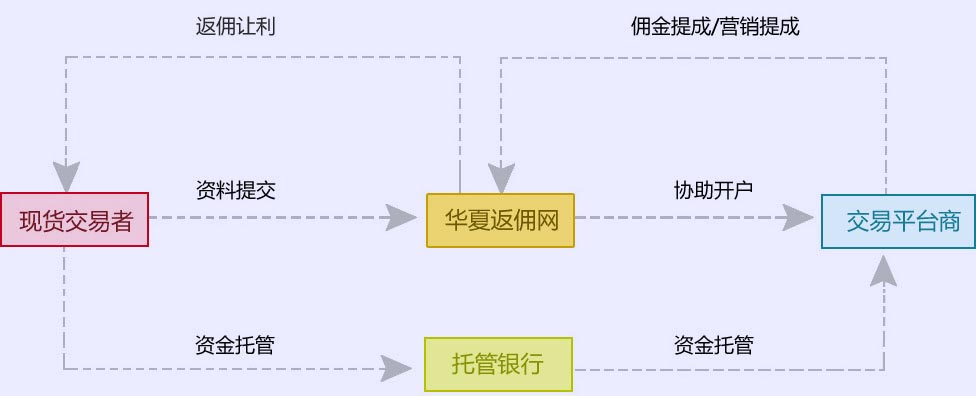 返佣让利
佣金提成/营销提成
资料提交
协助开户
现货交易者
华夏返佣网
交易平台商
资金托管
资金托管
托管银行